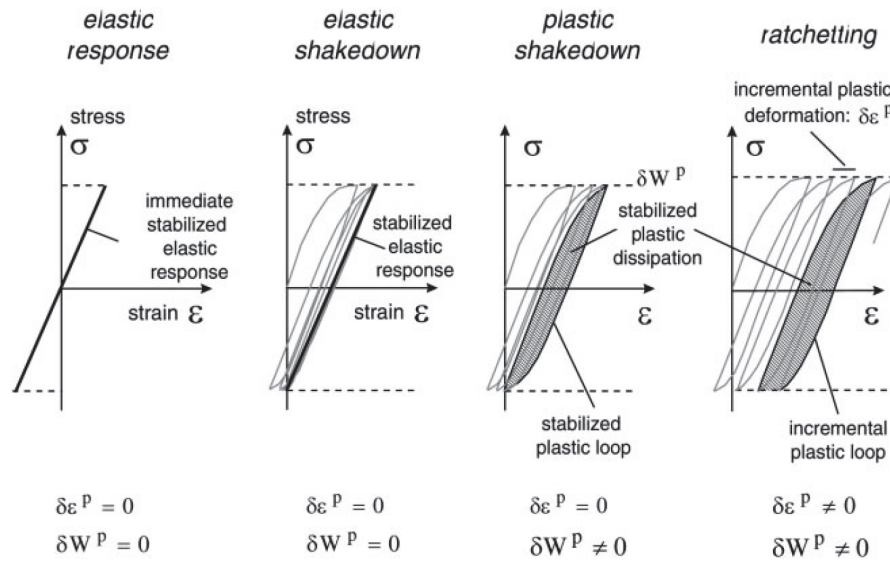 elastic
response
elastic
shakedown
plastic
shakedown
ratchetting
stress
σ
immediate
stabilized
elastic
response
strain ε
stress
σ
stabilized
elastic
response
strain ε
σ
δW p
stabilized
plastic
dissipation
ε
stabilized
plastic loop
incremental plastic
deformation: δε p
σ
ε
incremental
plastic loop
δε p = 0
δW p = 0
δε p = 0
δW p = 0
δε p = 0
δW p ≠ 0
δε p ≠ 0
δW p ≠ 0